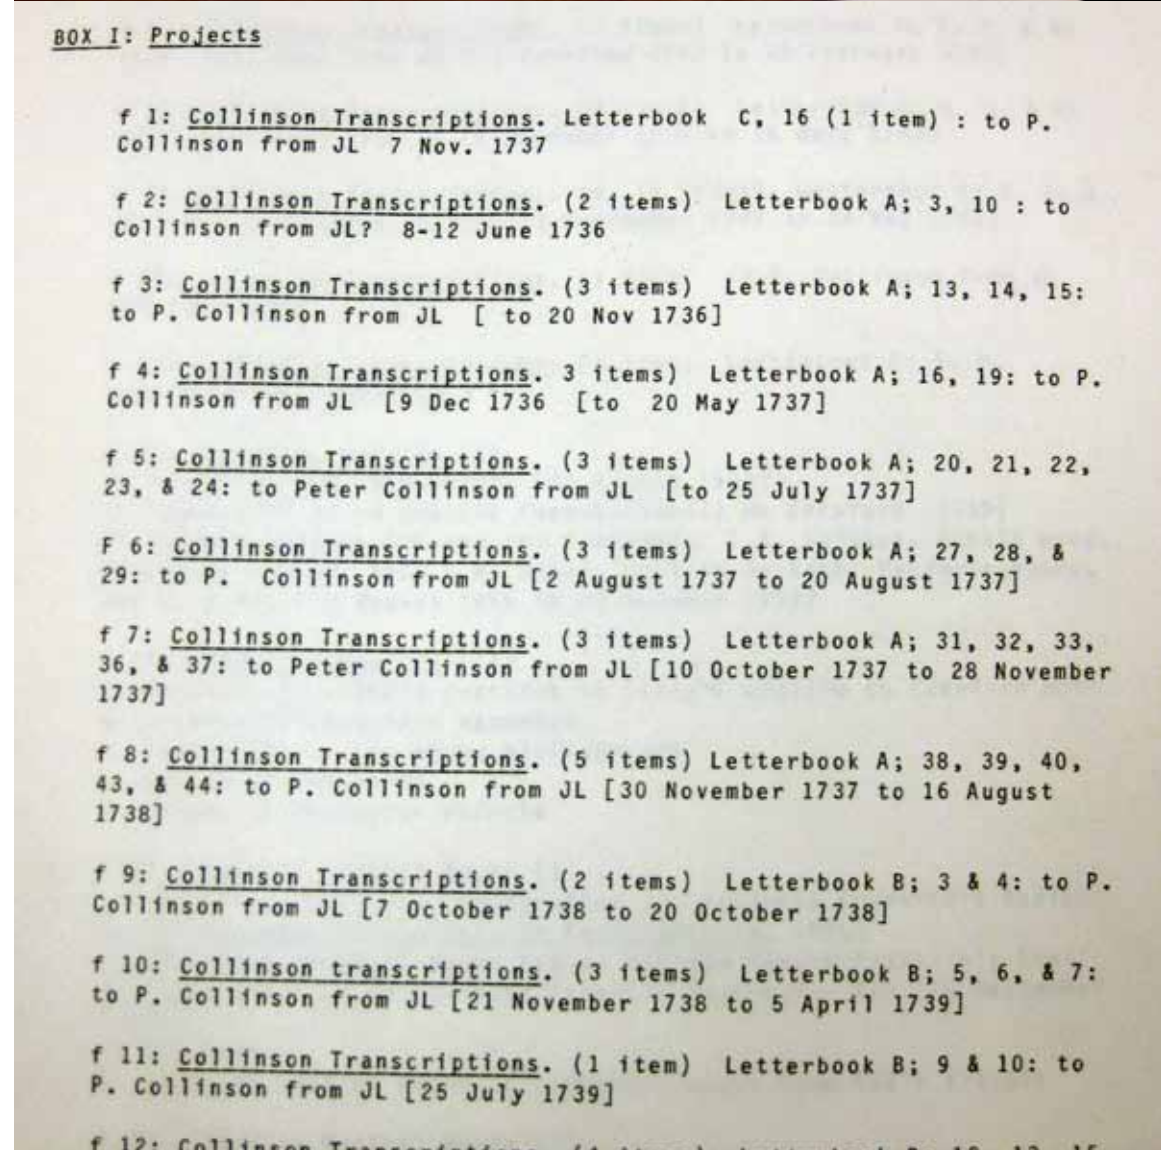 BOX I: Projects
f 1: Collinson Transcriptions. Letterbook C, 16 (1 item) : to P.
Collinson from JL 7 Nov. 1737
f 2: Collinson Transcriptions. (2 items) Letterbook A; 3, 10 : to
Collinson from JL? 8-12 June 1736
f 3: Collinson Transcriptions. (3 items) Letterbook A; 13, 14, 15:
to P. Collinson from JL [ to 20 Nov 1736]
f 4: Collinson Transcriptions. 3 items) Letterbook A; 16, 19: to P.
Collinson from JL [9 Dec 1736 [to 20 May 1737]
f 5: Collinson Transcriptions. (3 items) Letterbook A; 20, 21, 22,
23, & 24: to Peter Collinson from JL [to 25 July 1737]
F 6: Collinson Transcriptions. (3 items) Letterbook A; 27, 28, &
29: to P. Collinson from JL [2 August 1737 to 20 August 1737]
f 7: Collinson Transcriptions. (3 items) Letterbook A; 31, 32, 33,
36, & 37: to Peter Collinson from JL [10 October 1737 to 28 November
1737]
f 8: Collinson Transcriptions. (5 items) Letterbook A; 38, 39, 40,
43, & 44: to P. Collinson from JL [30 November 1737 to 16 August
1738]
f 9: Collinson Transcriptions. (2 items) Letterbook B; 3 & 4: to P.
Collinson from JL [7 October 1738 to 20 October 1738]
f 10: Collinson transcriptions. (3 items) Letterbook B; 5, 6, & 7:
to P. Collinson from JL [21 November 1738 to 5 April 1739]
f 11: Collinson Transcriptions. (1 item) Letterbook B; 9 & 10: to
P. Collinson from JL [25 July 1739]
f 12: Collinson Transcriptions.